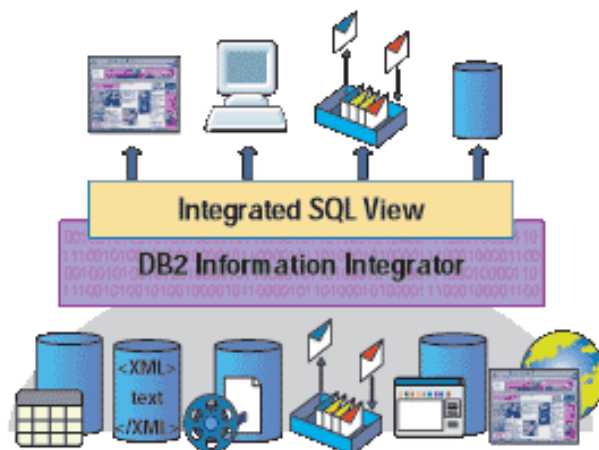 Integrated SQL View
DB2 Information Integrator
<XML>
text
</XML>